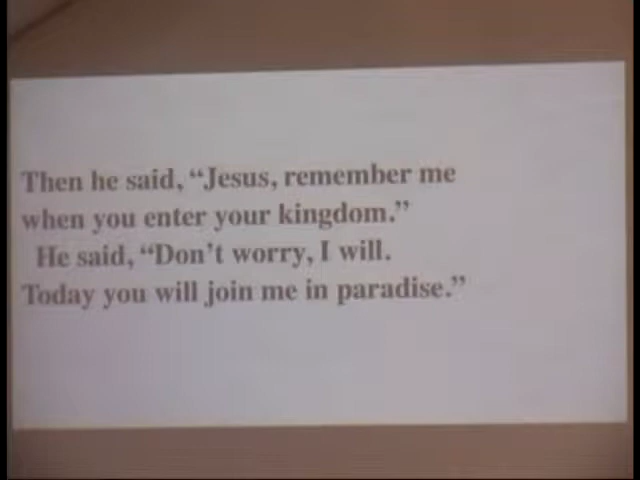 Then he said, “Jesus, remember me
when you enter your kingdom.”
He said, “Don’t worry, I will.
Today you will join me in paradise.”